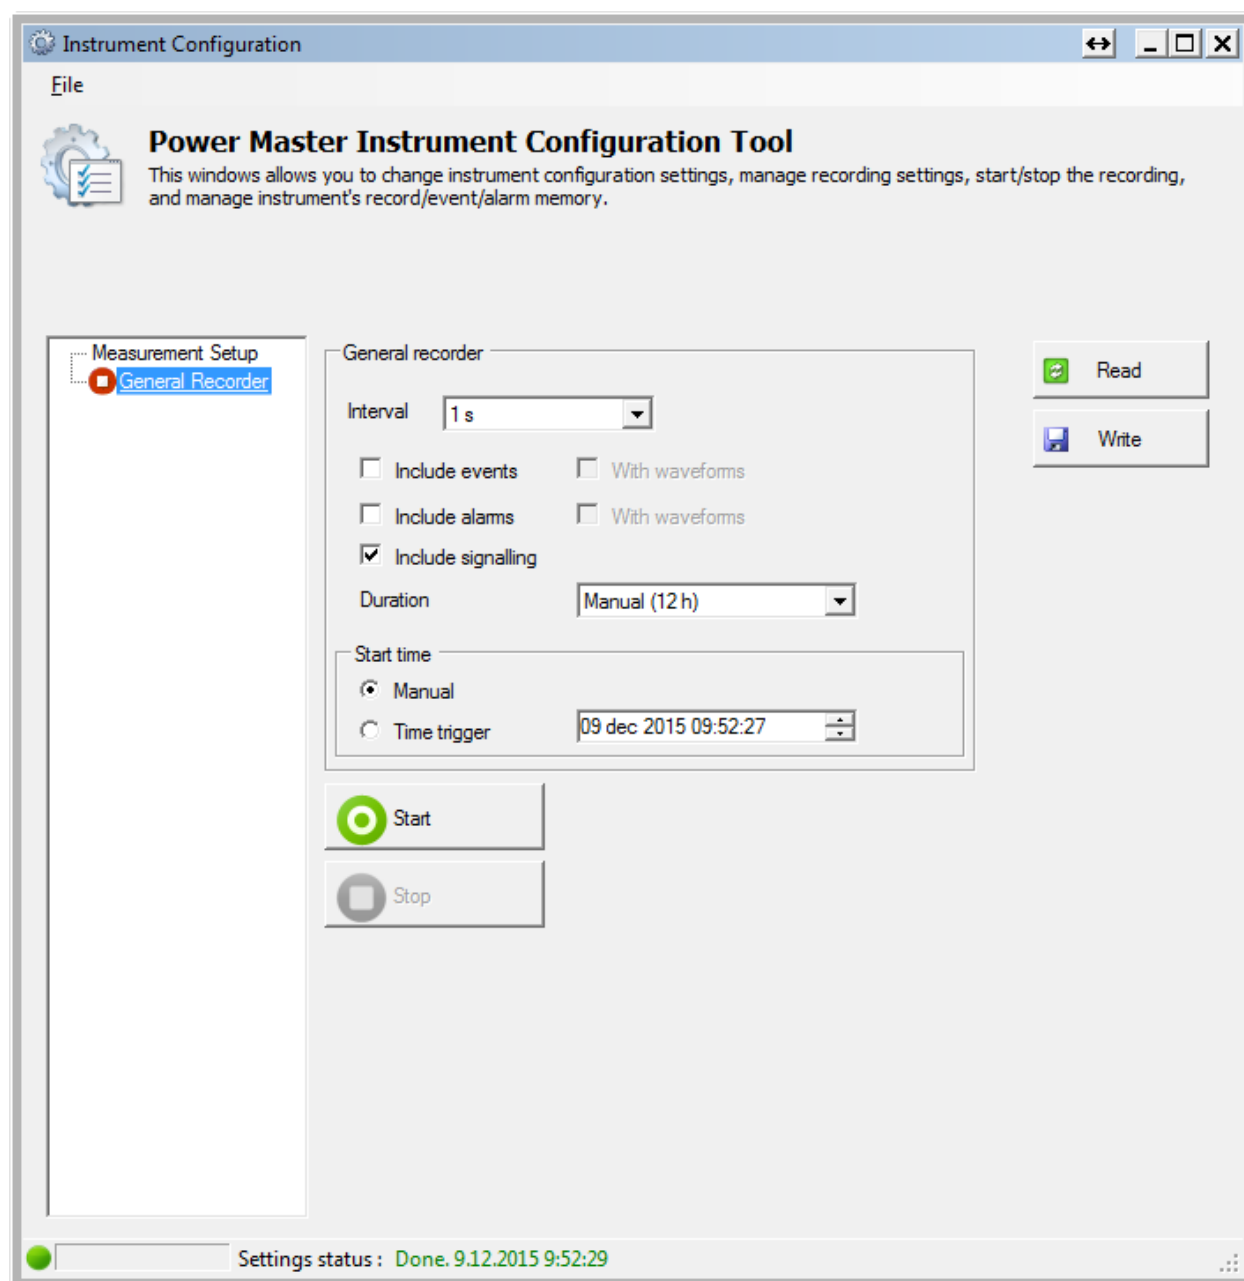 Instrument Configuration
File
Power Master Instrument Configuration Tool
This windows allows you to change instrument configuration settings, manage recording settings, start/stop the recording,
and manage instrument's record/event/alarm memory.
Measurement Setup
General Recorder
General recorder
Interval 1 s
Include events With waveforms
Include alarms With waveforms
Include signalling
Duration Manual (12 h)
Start time
Manual
Time trigger 09 dec 2015 09:52:27
Start
Stop
Read
Write
Settings status : Done. 9.12.2015 9:52:29